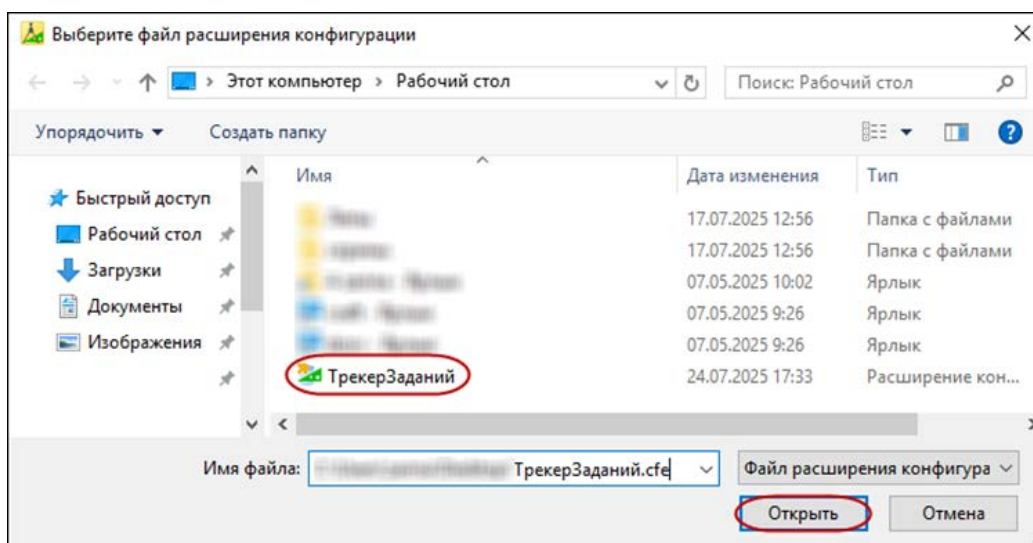 Выберите файл расширения конфигурации
Этот компьютер › Рабочий стол
Поиск: Рабочий стол
Упорядочить
Создать папку
Имя
Дата изменения
Тип
Быстрый доступ
Рабочий стол
Загрузки
Документы
Изображения
17.07.2025 12:56 Папка с файлами
17.07.2025 12:56 Папка с файлами
07.05.2025 10:02 Ярлык
07.05.2025 9:26 Ярлык
07.05.2025 9:26 Ярлык
ТрекерЗаданий 24.07.2025 17:33 Расширение кон...
Имя файла: ТрекерЗаданий.cfe
Файл расширения конфигура
Открыть
Отмена